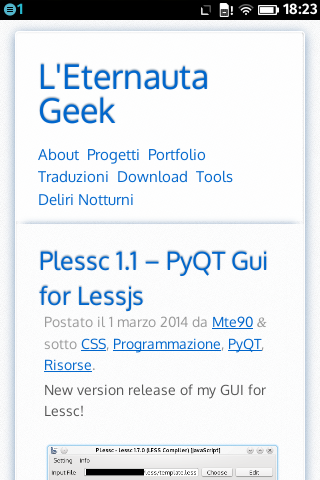 1 18:23
L'Eternauta
Geek
About Progetti Portfolio
Traduzioni Download Tools
Deliri Notturni
Plessc 1.1 – PyQT Gui
for Lessjs
Postato il 1 marzo 2014 da Mte90 &
sotto CSS, Programmazione, PyQT,
Risorse.
New version release of my GUI for
Lessc!
Plessc - lessc 1.7.0 (LESS Compiler) [JavaScript]
Setting Info
Input File less/template.less Choose Edit